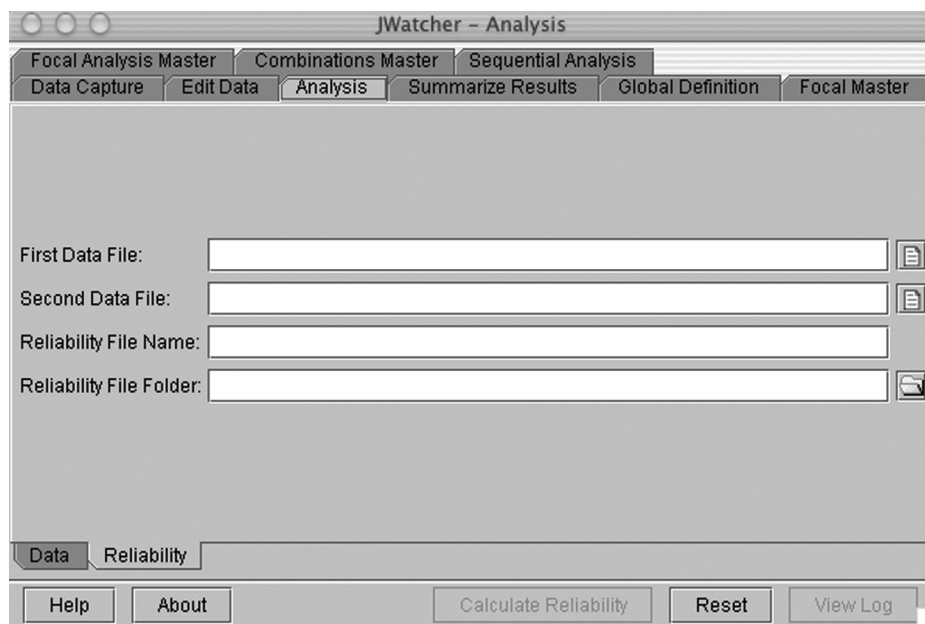 JWatcher – Analysis
Focal Analysis Master Combinations Master Sequential Analysis
Data Capture Edit Data Analysis Summarize Results Global Definition Focal Master
First Data File:
Second Data File:
Reliability File Name:
Reliability File Folder:
Data Reliability
Help About Calculate Reliability Reset View Log